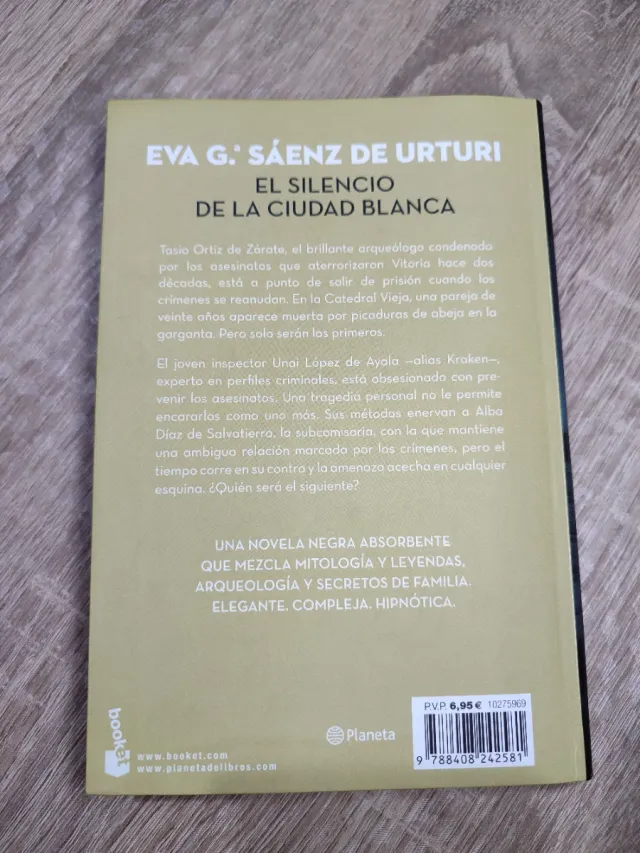 EVA G.ª SÁENZ DE URTURI
EL SILENCIO
DE LA CIUDAD BLANCA
Tasio Ortiz de Zárate, el brillante arqueólogo condenado
por los asesinatos que aterrorizaron Vitoria hace dos
décadas, está a punto de salir de prisión cuando los
crímenes se reanudan. En la Catedral Vieja, una pareja de
veinte años aparece muerta por picaduras de abeja en la
garganta. Pero solo serán los primeros.
El joven inspector Unai López de Ayala —alias Kraken—,
experto en perfiles criminales, está obsesionado con pre-
venir los asesinatos. Una tragedia personal no le permite
encararlos como uno más. Sus métodos enervan a Alba
Díaz de Salvatierra, la subcomisaria, con la que mantiene
una ambigua relación marcada por los crímenes, pero el
tiempo corre en su contra y la amenaza acecha en cualquier
esquina. ¿Quién será el siguiente?
UNA NOVELA NEGRA ABSORBENTE
QUE MEZCLA MITOLOGÍA Y LEYENDAS,
ARQUEOLOGÍA Y SECRETOS DE FAMILIA.
ELEGANTE. COMPLEJA. HIPNÓTICA.
booket
www.booket.com
www.planetadelibros.com
Planeta
P.V.P. 6,95 € 10275969
9 788408 242581